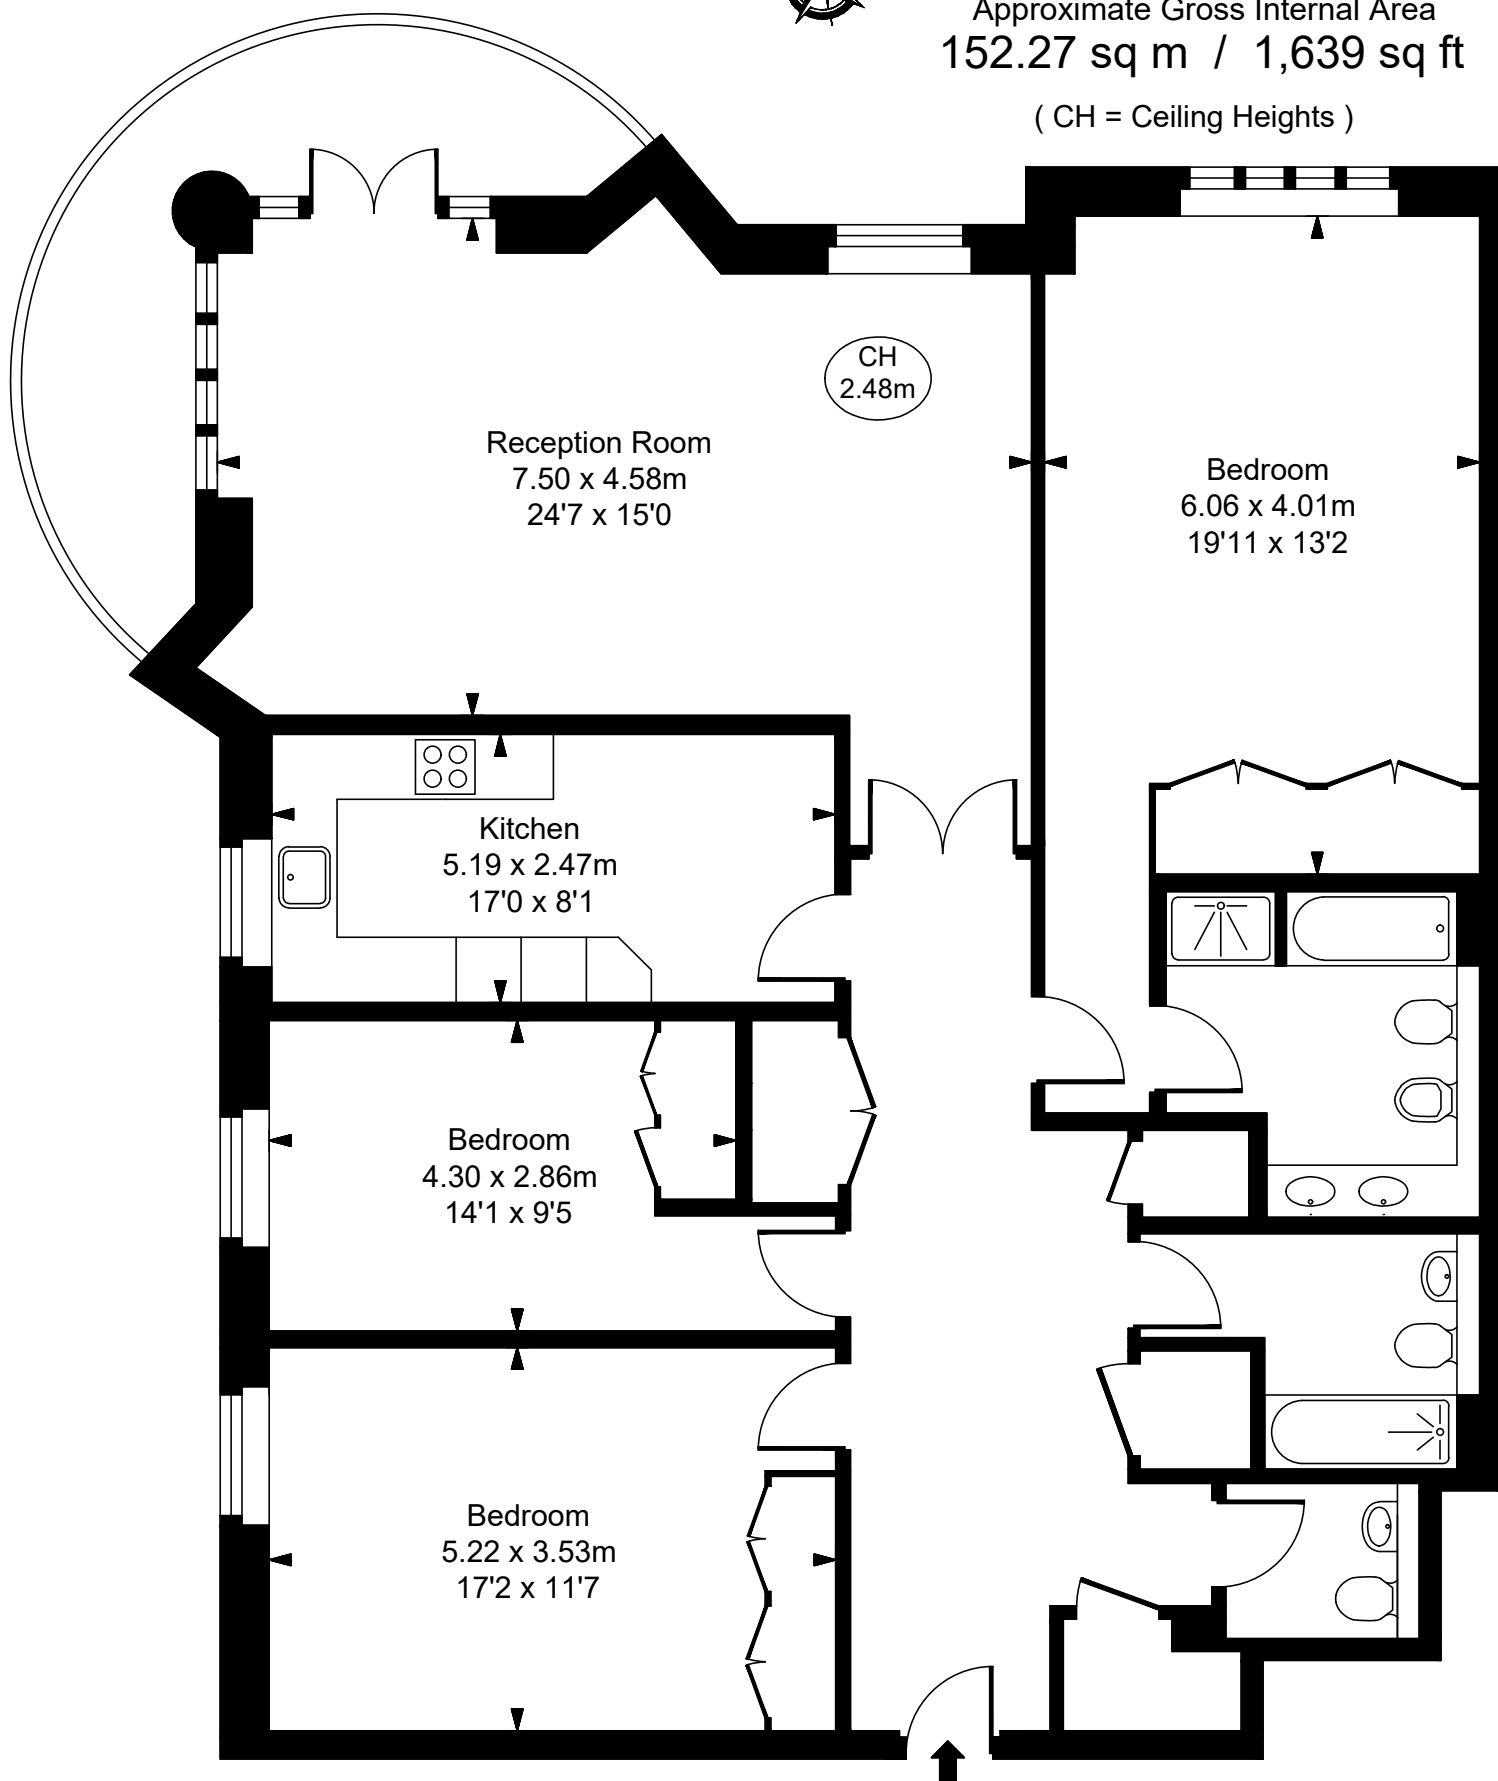 Approximate Gross Internal Area
152.27 sq m / 1,639 sq ft
( CH = Ceiling Heights )
CH
2.48m
Reception Room
7.50 x 4.58m
24'7 x 15'0
Bedroom
6.06 x 4.01m
19'11 x 13'2
Kitchen
5.19 x 2.47m
17'0 x 8'1
Bedroom
4.30 x 2.86m
14'1 x 9'5
Bedroom
5.22 x 3.53m
17'2 x 11'7